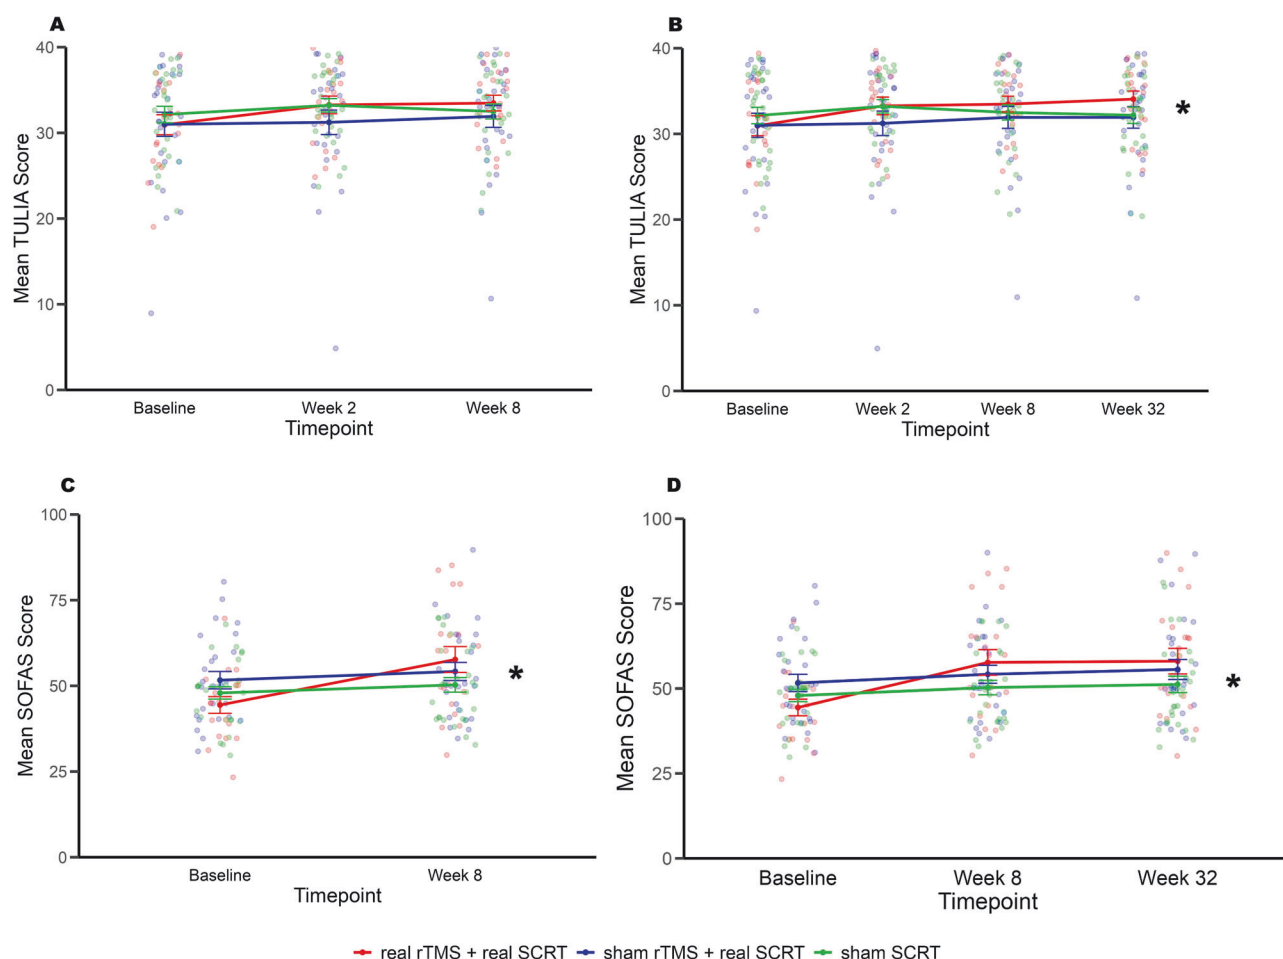 A
Mean TULIA Score
40
30
20
10
0
Baseline Week 2 Week 8
Timepoint
B
Mean TULIA Score
40
30
20
10
0
*
Baseline Week 2 Week 8 Week 32
Timepoint
C
Mean SOFAS Score
100
75
50
25
0
*
Baseline Week 8
Timepoint
D
Mean SOFAS Score
100
75
50
25
0
*
Baseline Week 8 Week 32
Timepoint
real rTMS + real SCRT sham rTMS + real SCRT sham SCRT